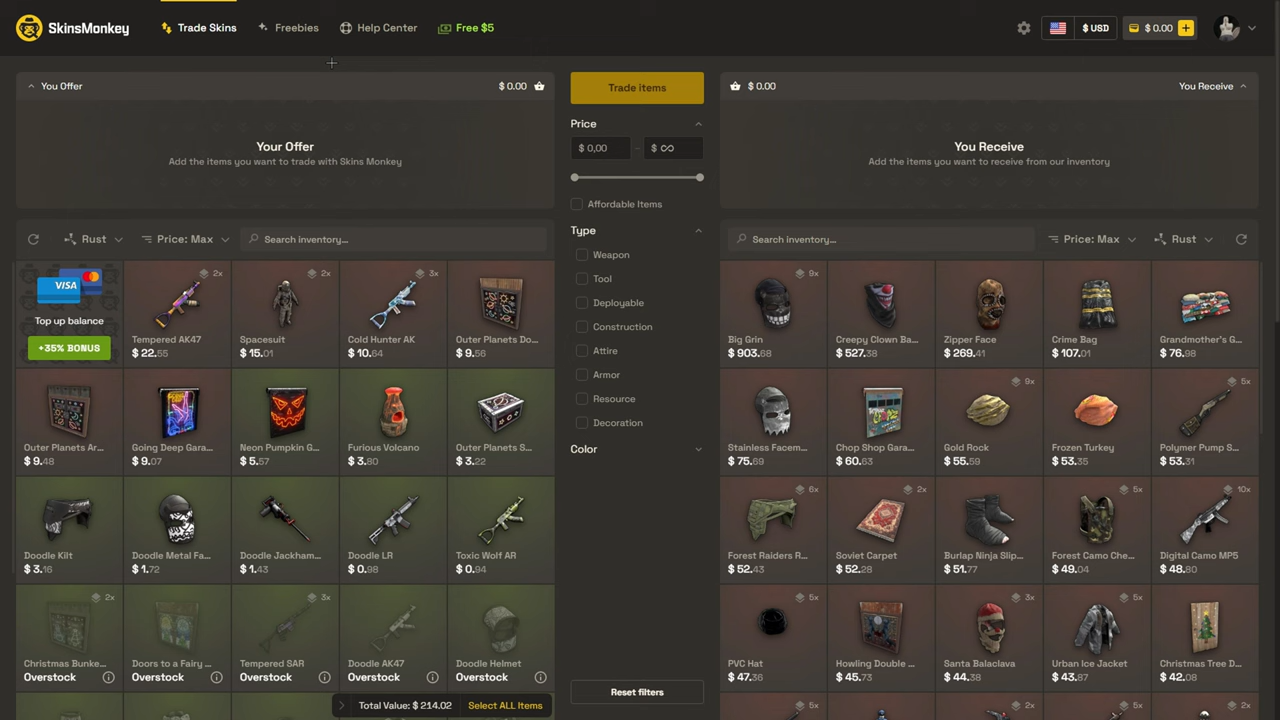 SkinsMonkey
Trade Skins
Freebies
Help Center
Free $5
$ USD
$ 0.00
You Offer
$ 0.00
Your Offer
Add the items you want to trade with Skins Monkey
Trade items
$ 0.00
You Receive
You Receive
Add the items you want to receive from our inventory
Price
$ 0,00 – $ ∞
Affordable Items
Type
Weapon
Tool
Deployable
Construction
Attire
Armor
Resource
Decoration
Color
Reset filters
Rust
Price: Max
Search inventory...
VISA
Top up balance
+35% BONUS
2x
Tempered AK47
$ 22.55
2x
Spacesuit
$ 15.01
3x
Cold Hunter AK
$ 10.64
Outer Planets Do...
$ 9.56
Outer Planets Ar...
$ 9.48
Going Deep Gara...
$ 9.07
Neon Pumpkin G...
$ 5.57
Furious Volcano
$ 3.80
Outer Planets S...
$ 3.22
Doodle Kilt
$ 3.16
Doodle Metal Fa...
$ 1.72
Doodle Jackham...
$ 1.43
Doodle LR
$ 0.98
Toxic Wolf AR
$ 0.94
2x
Christmas Bunke...
Overstock
Doors to a Fairy ...
Overstock
3x
Tempered SAR
Overstock
Doodle AK47
Overstock
Doodle Helmet
Overstock
Total Value: $ 214.02
Select ALL Items
Search inventory...
Price: Max
Rust
9x
Big Grin
$ 903.68
Creepy Clown Ba...
$ 527.38
Zipper Face
$ 269.41
Crime Bag
$ 107.01
Grandmother's G...
$ 76.98
Stainless Facem...
$ 75.69
Chop Shop Gara...
$ 60.63
9x
Gold Rock
$ 55.59
Frozen Turkey
$ 53.35
5x
Polymer Pump S...
$ 53.31
6x
Forest Raiders R...
$ 52.43
2x
Soviet Carpet
$ 52.28
Burlap Ninja Slip...
$ 51.77
5x
Forest Camo Che...
$ 49.04
10x
Digital Camo MP5
$ 48.80
5x
PVC Hat
$ 47.36
Howling Double ...
$ 45.73
3x
Santa Balaclava
$ 44.38
5x
Urban Ice Jacket
$ 43.87
Christmas Tree D...
$ 42.08
5x
2x
2x